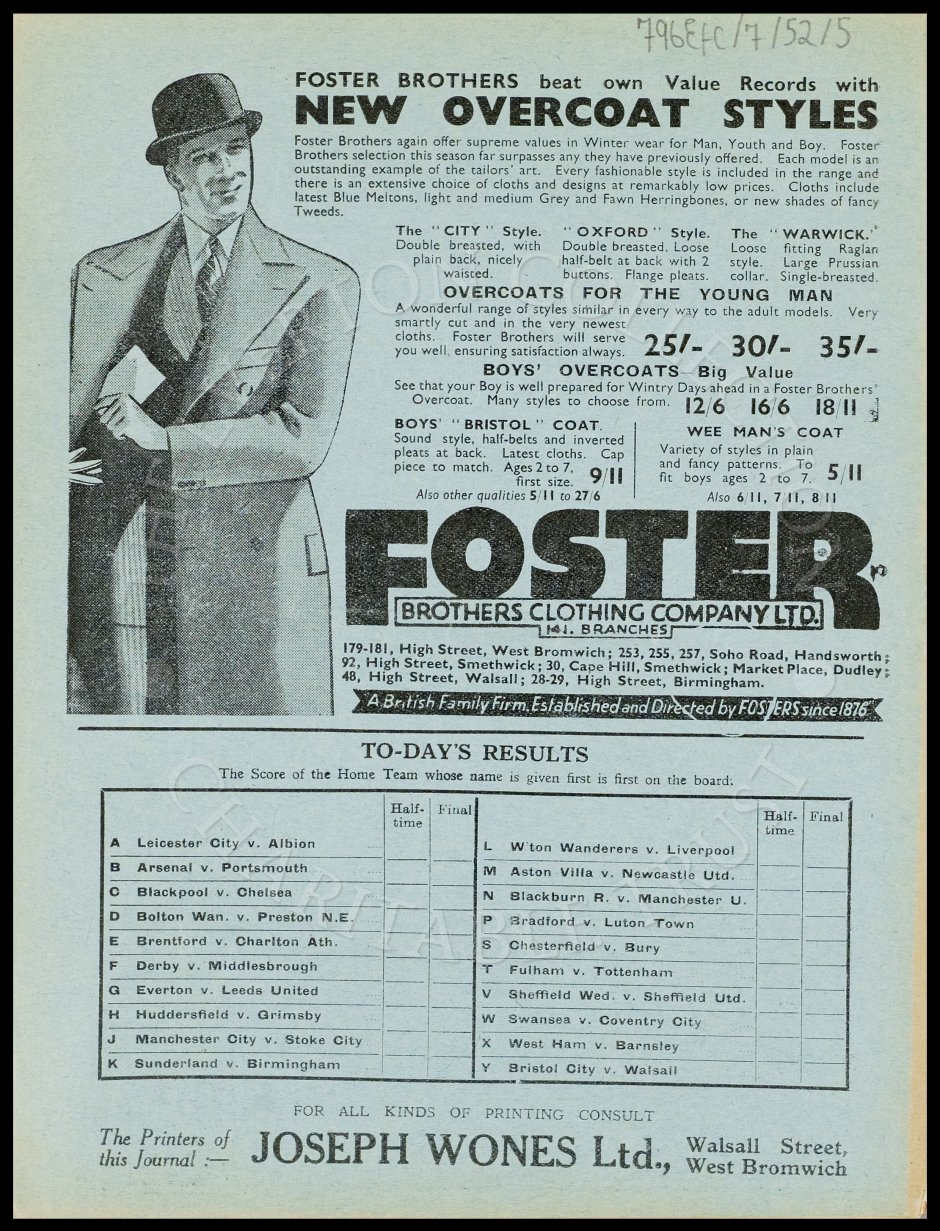 796EFC/7/52/5
FOSTER BROTHERS beat own Value Records with
NEW OVERCOAT STYLES
Foster Brothers again offer supreme values in Winter wear for Man, Youth and Boy. Foster
Brothers selection this season far surpasses any they have previously offered. Each model is an
outstanding example of the tailors' art. Every fashionable style is included in the range and
there is an extensive choice of cloths and designs at remarkably low prices. Cloths include
latest Blue Meltons, light and medium Grey and Fawn Herringbones, or new shades of fancy
Tweeds.
The "CITY" Style.
Double breasted, with
plain back, nicely
waisted.
"OXFORD" Style.
Double breasted. Loose
half-belt at back with 2
buttons. Flange pleats.
The "WARWICK."
Loose fitting Raglan
style. Large Prussian
collar. Single-breasted.
OVERCOATS FOR THE YOUNG MAN
A wonderful range of styles similar in every way to the adult models. Very
smartly cut and in the very newest
cloths. Foster Brothers will serve
you well, ensuring satisfaction always.
25/- 30/- 35/-
BOYS' OVERCOATS—Big Value
See that your Boy is well prepared for Wintry Days ahead in a Foster Brothers'
Overcoat. Many styles to choose from. 12/6 16/6 18/11
BOYS' "BRISTOL" COAT.
Sound style, half-belts and inverted
pleats at back. Latest cloths. Cap
piece to match. Ages 2 to 7,
first size. 9/11
Also other qualities 5/11 to 27/6
WEE MAN'S COAT
Variety of styles in plain
and fancy patterns. To
fit boys ages 2 to 7. 5/11
Also 6/11, 7/11, 8/11
FOSTER
BROTHERS CLOTHING COMPANY LTD.
141. BRANCHES
179-181, High Street, West Bromwich; 253, 255, 257, Soho Road, Handsworth;
92, High Street, Smethwick; 30, Cape Hill, Smethwick; Market Place, Dudley;
48, High Street, Walsall; 28-29, High Street, Birmingham.
A British Family Firm. Established and Directed by FOSTERS since 1876
TO-DAY'S RESULTS
The Score of the Home Team whose name is given first is first on the board.
Half-time Final
A Leicester City v. Albion
B Arsenal v. Portsmouth
C Blackpool v. Chelsea
D Bolton Wan. v. Preston N.E.
E Brentford v. Charlton Ath.
F Derby v. Middlesbrough
G Everton v. Leeds United
H Huddersfield v. Grimsby
J Manchester City v. Stoke City
K Sunderland v. Birmingham
Half-time Final
L W'ton Wanderers v. Liverpool
M Aston Villa v. Newcastle Utd.
N Blackburn R. v. Manchester U.
P Bradford v. Luton Town
S Chesterfield v. Bury
T Fulham v. Tottenham
V Sheffield Wed. v. Sheffield Utd.
W Swansea v. Coventry City
X West Ham v. Barnsley
Y Bristol City v. Walsall
FOR ALL KINDS OF PRINTING CONSULT
The Printers of
this Journal :—
JOSEPH WONES Ltd.,
Walsall Street,
West Bromwich
CHARITABLE TRUST